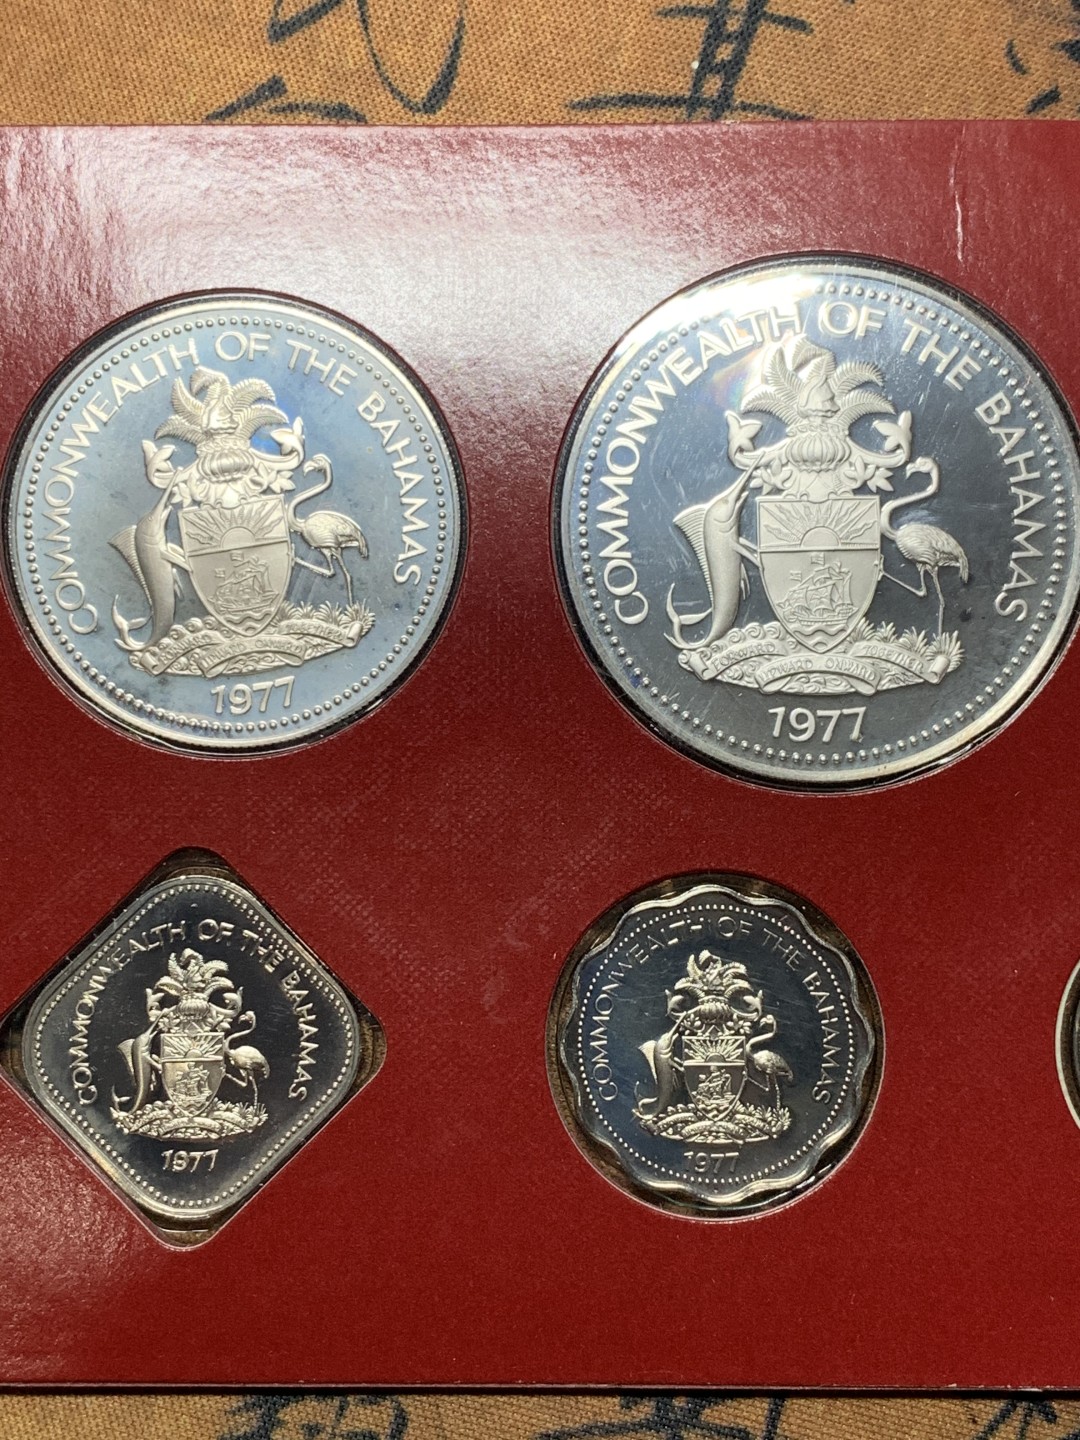 COMMONWEALTH OF THE BAHAMAS
1977
COMMONWEALTH OF THE BAHAMAS
FORWARD UPWARD ONWARD TOGETHER
1977
COMMONWEALTH OF THE BAHAMAS
1977
COMMONWEALTH OF THE BAHAMAS
1977